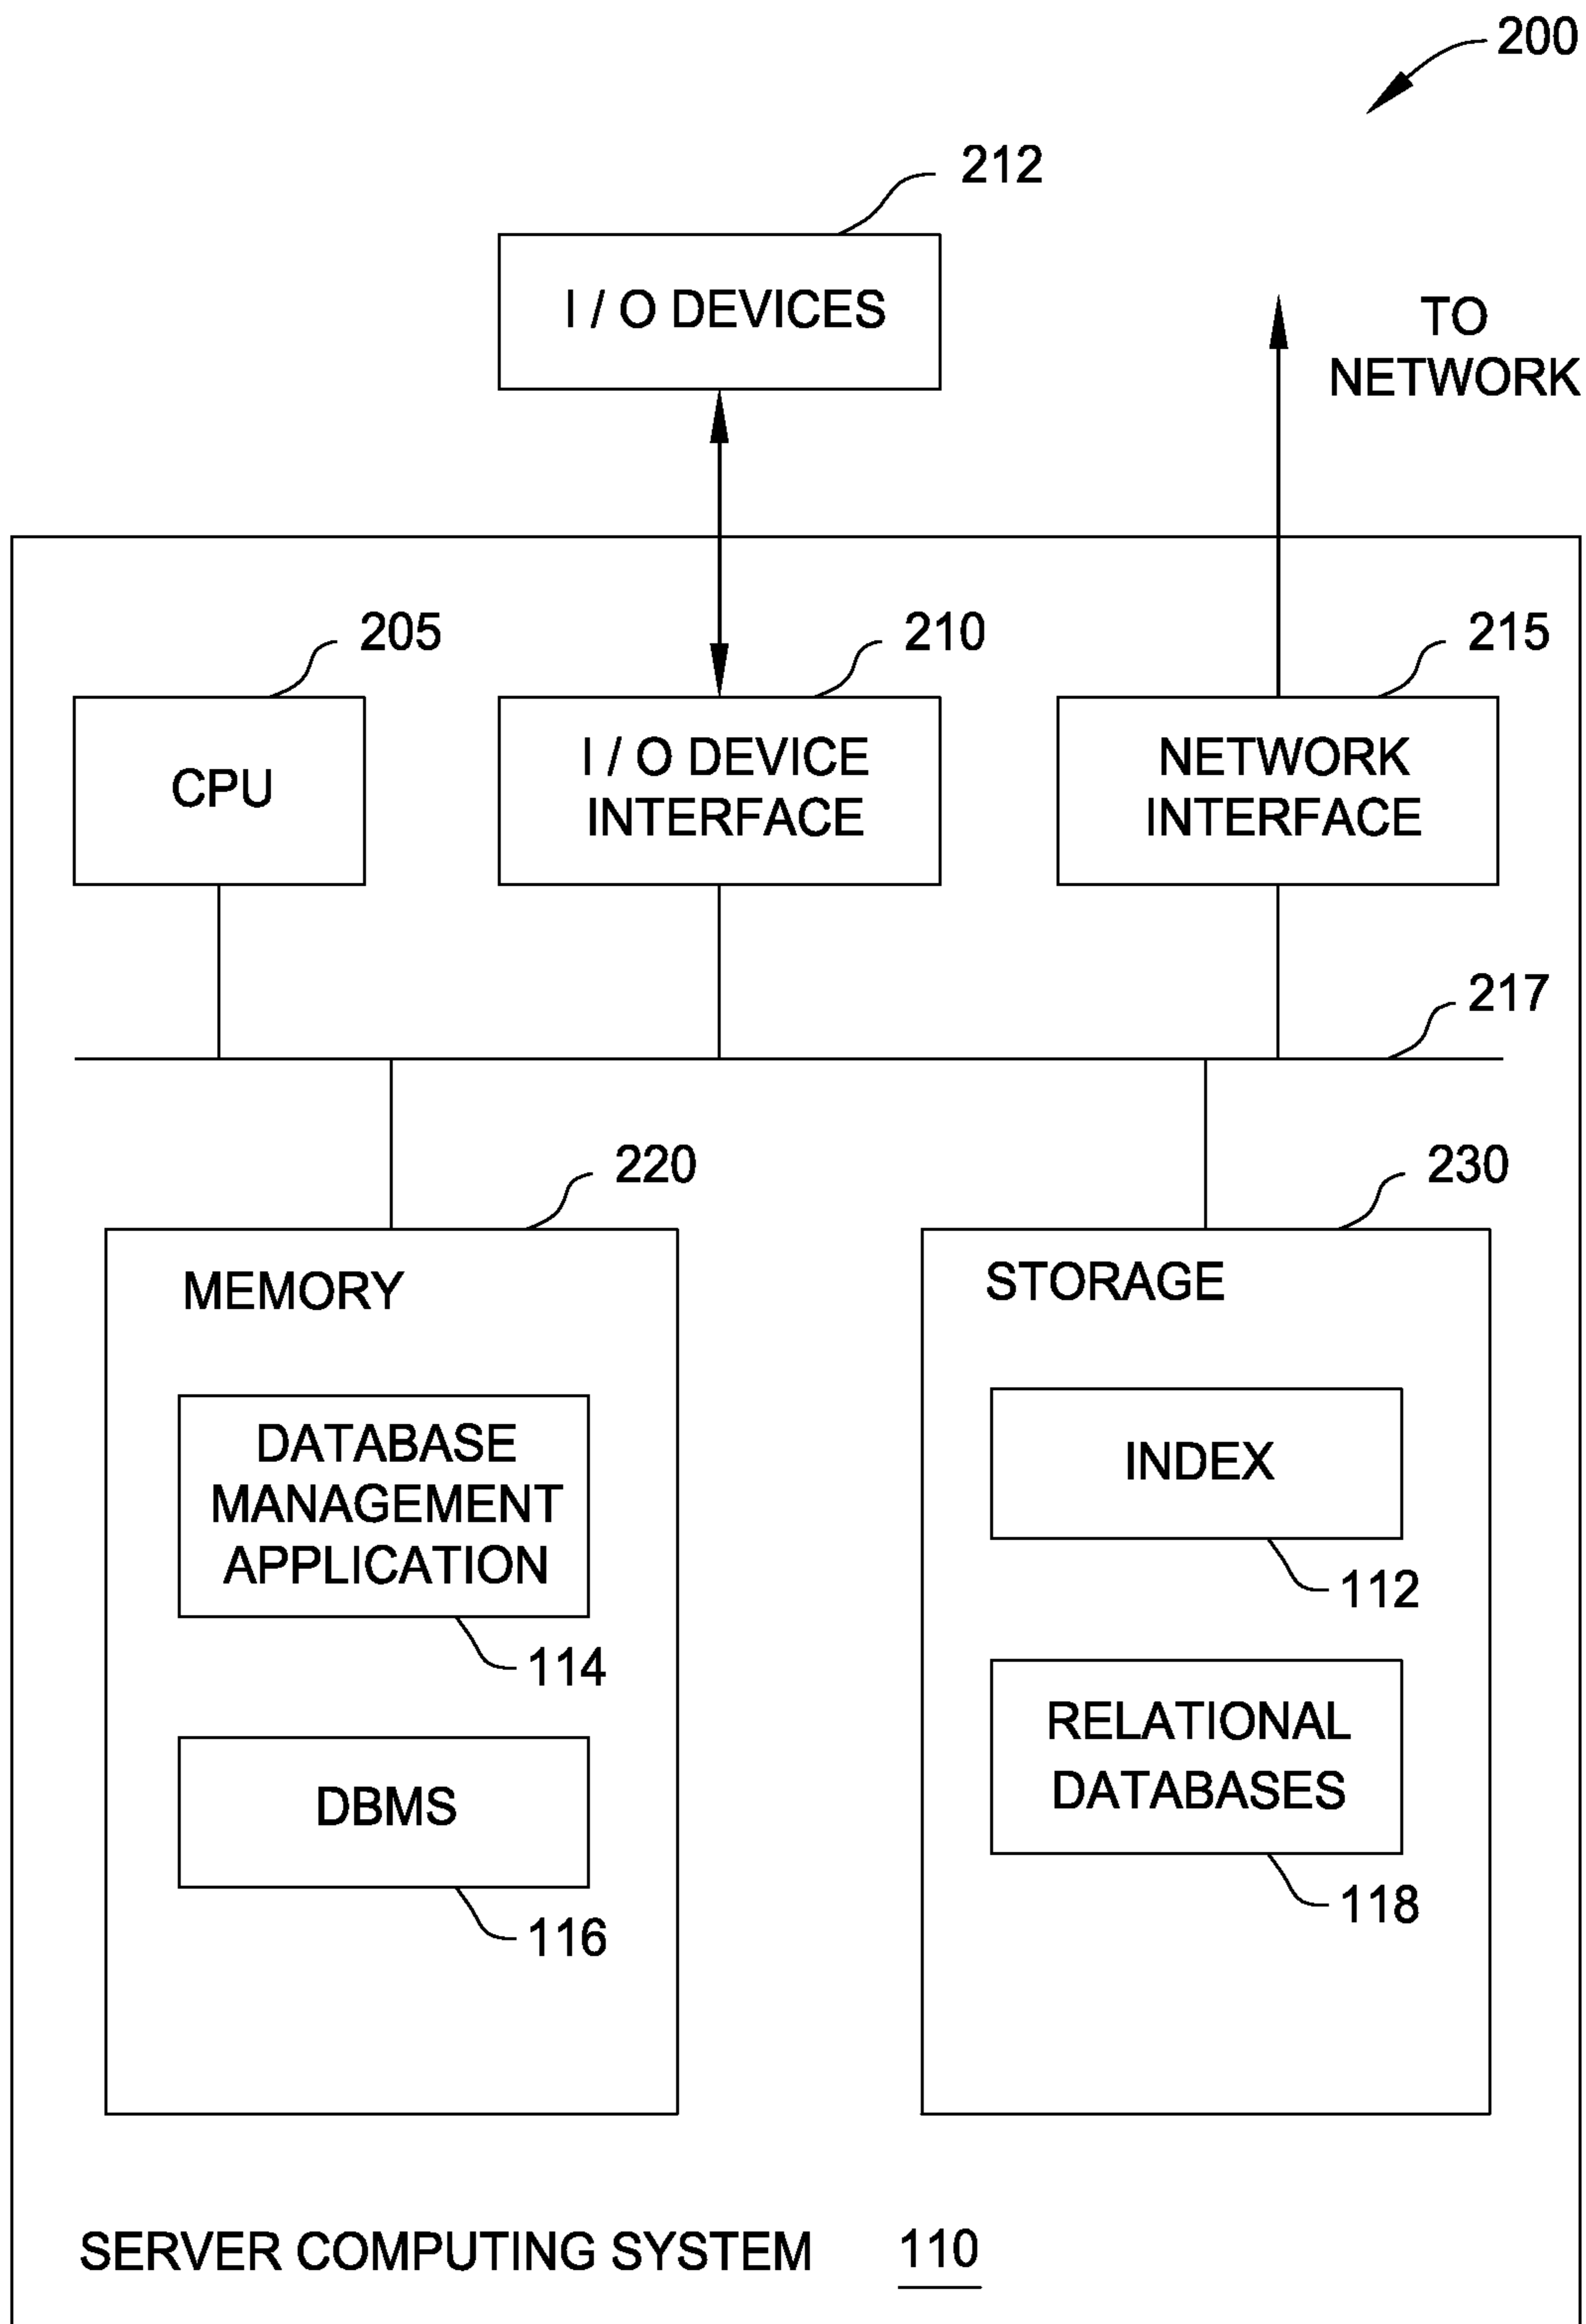 200
212
I / O DEVICES
TO
NETWORK
205
210
215
CPU
I / O DEVICE
INTERFACE
NETWORK
INTERFACE
217
220
230
MEMORY
STORAGE
DATABASE
MANAGEMENT
APPLICATION
114
DBMS
116
INDEX
112
RELATIONAL
DATABASES
118
SERVER COMPUTING SYSTEM 110